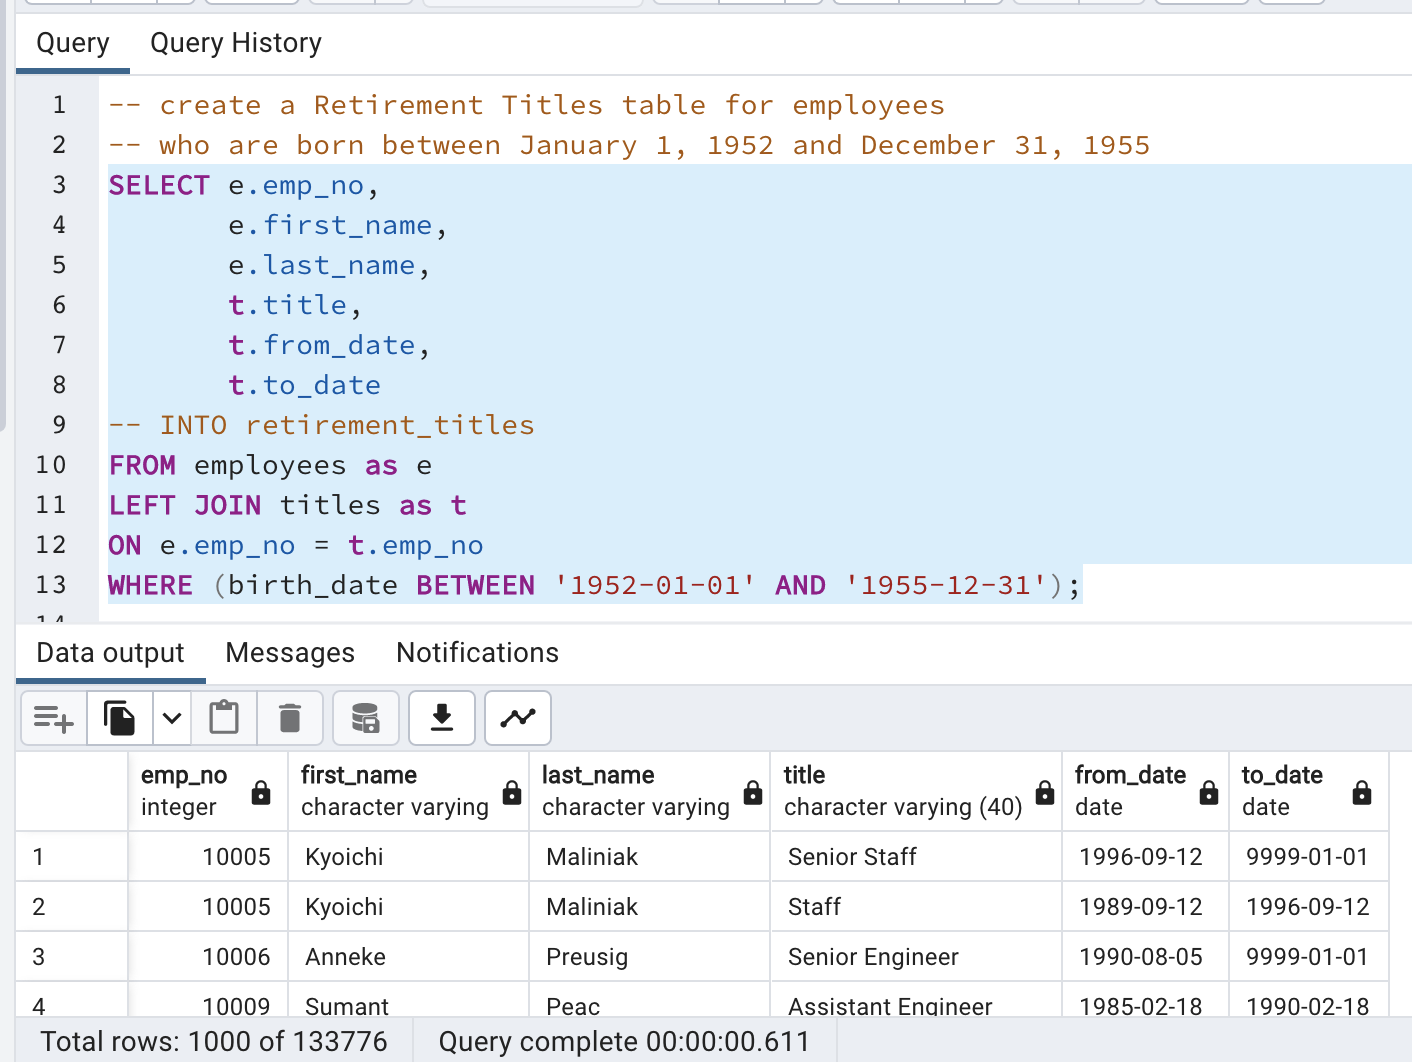 Query Query History
1 -- create a Retirement Titles table for employees
2 -- who are born between January 1, 1952 and December 31, 1955
3 SELECT e.emp_no,
4 e.first_name,
5 e.last_name,
6 t.title,
7 t.from_date,
8 t.to_date
9 -- INTO retirement_titles
10 FROM employees as e
11 LEFT JOIN titles as t
12 ON e.emp_no = t.emp_no
13 WHERE (birth_date BETWEEN '1952-01-01' AND '1955-12-31');
14
Data output Messages Notifications
emp_no first_name last_name title from_date to_date
integer character varying character varying character varying (40) date date
1 10005 Kyoichi Maliniak Senior Staff 1996-09-12 9999-01-01
2 10005 Kyoichi Maliniak Staff 1989-09-12 1996-09-12
3 10006 Anneke Preusig Senior Engineer 1990-08-05 9999-01-01
4 10009 Sumant Peac Assistant Engineer 1985-02-18 1990-02-18
Total rows: 1000 of 133776 Query complete 00:00:00.611